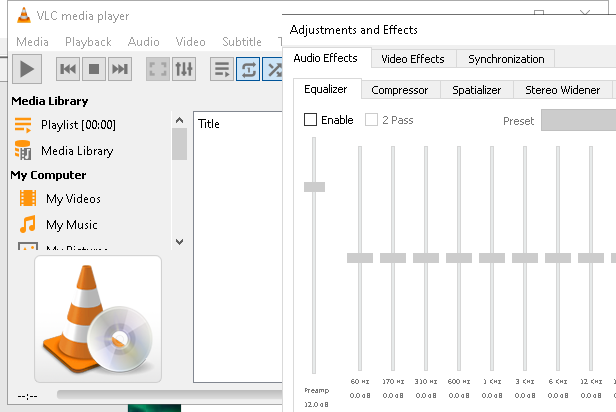 VLC media player
Media Playback Audio Video Subtitle T
Media Library
Playlist [00:00]
Media Library
My Computer
My Videos
My Music
My Pictures
Title
--:--
Adjustments and Effects
Audio Effects Video Effects Synchronization
Equalizer Compressor Spatializer Stereo Widener
Enable 2 Pass Preset
60 Hz 170 Hz 310 Hz 600 Hz 1 KHz 3 KHz 6 KHz 12 KHz
Preamp 0.0 dB 0.0 dB 0.0 dB 0.0 dB 0.0 dB 0.0 dB 0.0 dB 0.0 dB
12.0 dB